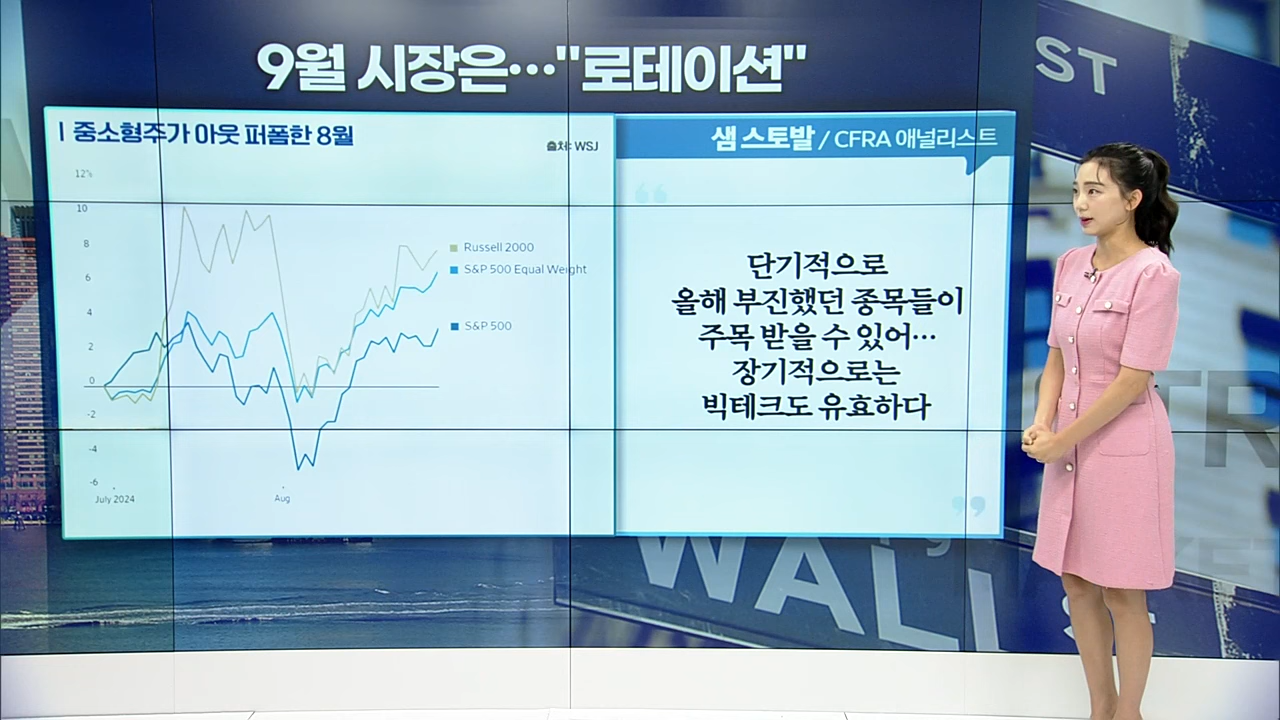 9월 시장은…"로테이션"
| 중소형주가 아웃 퍼폼한 8월
출처: WSJ
12%
10
8
6
4
2
0
-2
-4
-6
July 2024
Aug
Russell 2000
S&P 500 Equal Weight
S&P 500
샘 스토발 / CFRA 애널리스트
“
단기적으로
올해 부진했던 종목들이
주목 받을 수 있어…
장기적으로는
빅테크도 유효하다
”
ST
WALL
ST